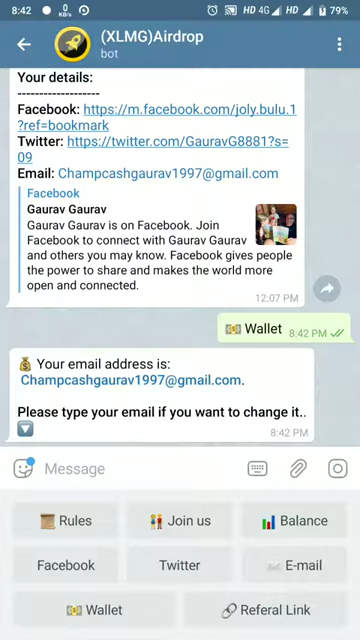 8:42 0 KB/s HD 4G HD 79%
(XLMG)Airdrop
bot
Your details:
-------------------
Facebook: https://m.facebook.com/joly.bulu.1
?ref=bookmark
Twitter: https://twitter.com/GauravG8881?s=
09
Email: Champcashgaurav1997@gmail.com
Facebook
Gaurav Gaurav
Gaurav Gaurav is on Facebook. Join
Facebook to connect with Gaurav Gaurav
and others you may know. Facebook gives people
the power to share and makes the world more
open and connected.
12:07 PM
Wallet 8:42 PM
Your email address is:
Champcashgaurav1997@gmail.com.
Please type your email if you want to change it..
8:42 PM
Message
Rules Join us Balance
Facebook Twitter E-mail
Wallet Referal Link